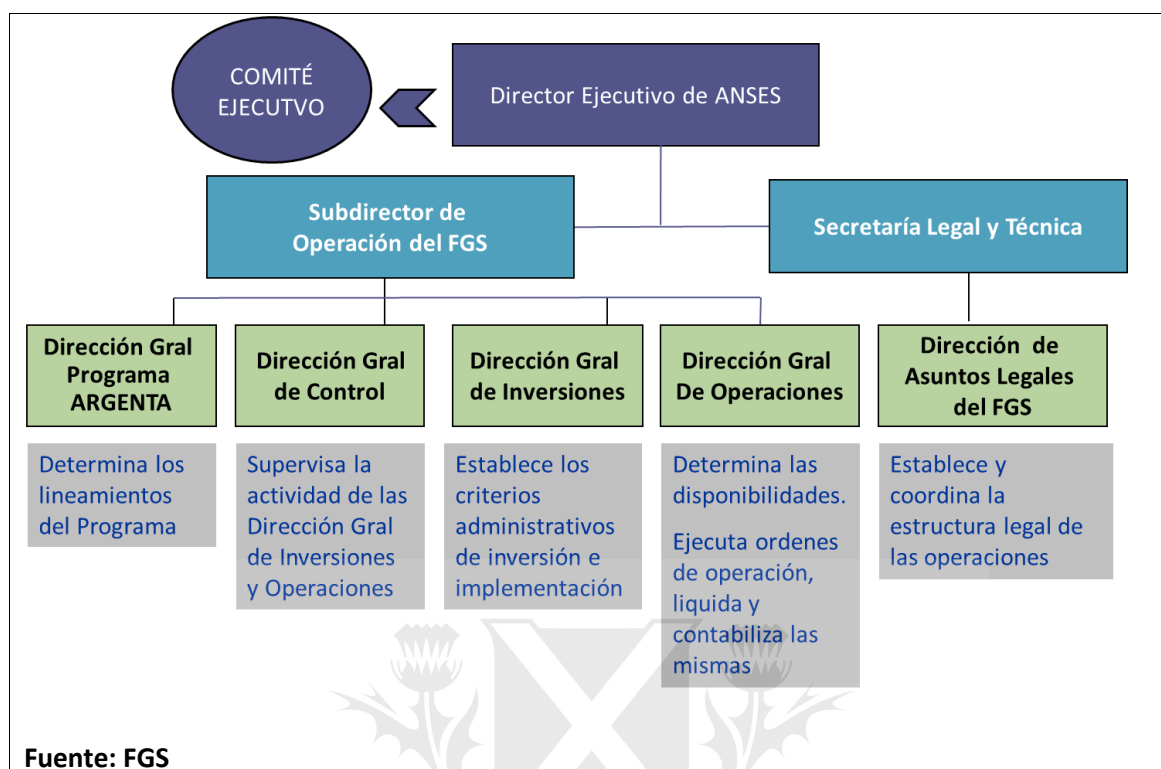 COMITÉ
EJECUTVO
Director Ejecutivo de ANSES
Subdirector de
Operación del FGS
Secretaría Legal y Técnica
Dirección Gral
Programa
ARGENTA
Dirección Gral
de Control
Dirección Gral
de Inversiones
Dirección Gral
De Operaciones
Dirección de
Asuntos Legales
del FGS
Determina los
lineamientos
del Programa
Supervisa la
actividad de las
Dirección Gral
de Inversiones
y Operaciones
Establece los
criterios
administrativos
de inversión e
implementación
Determina las
disponibilidades.
Ejecuta ordenes
de operación,
liquida y
contabiliza las
mismas
Establece y
coordina la
estructura legal de
las operaciones
Fuente: FGS